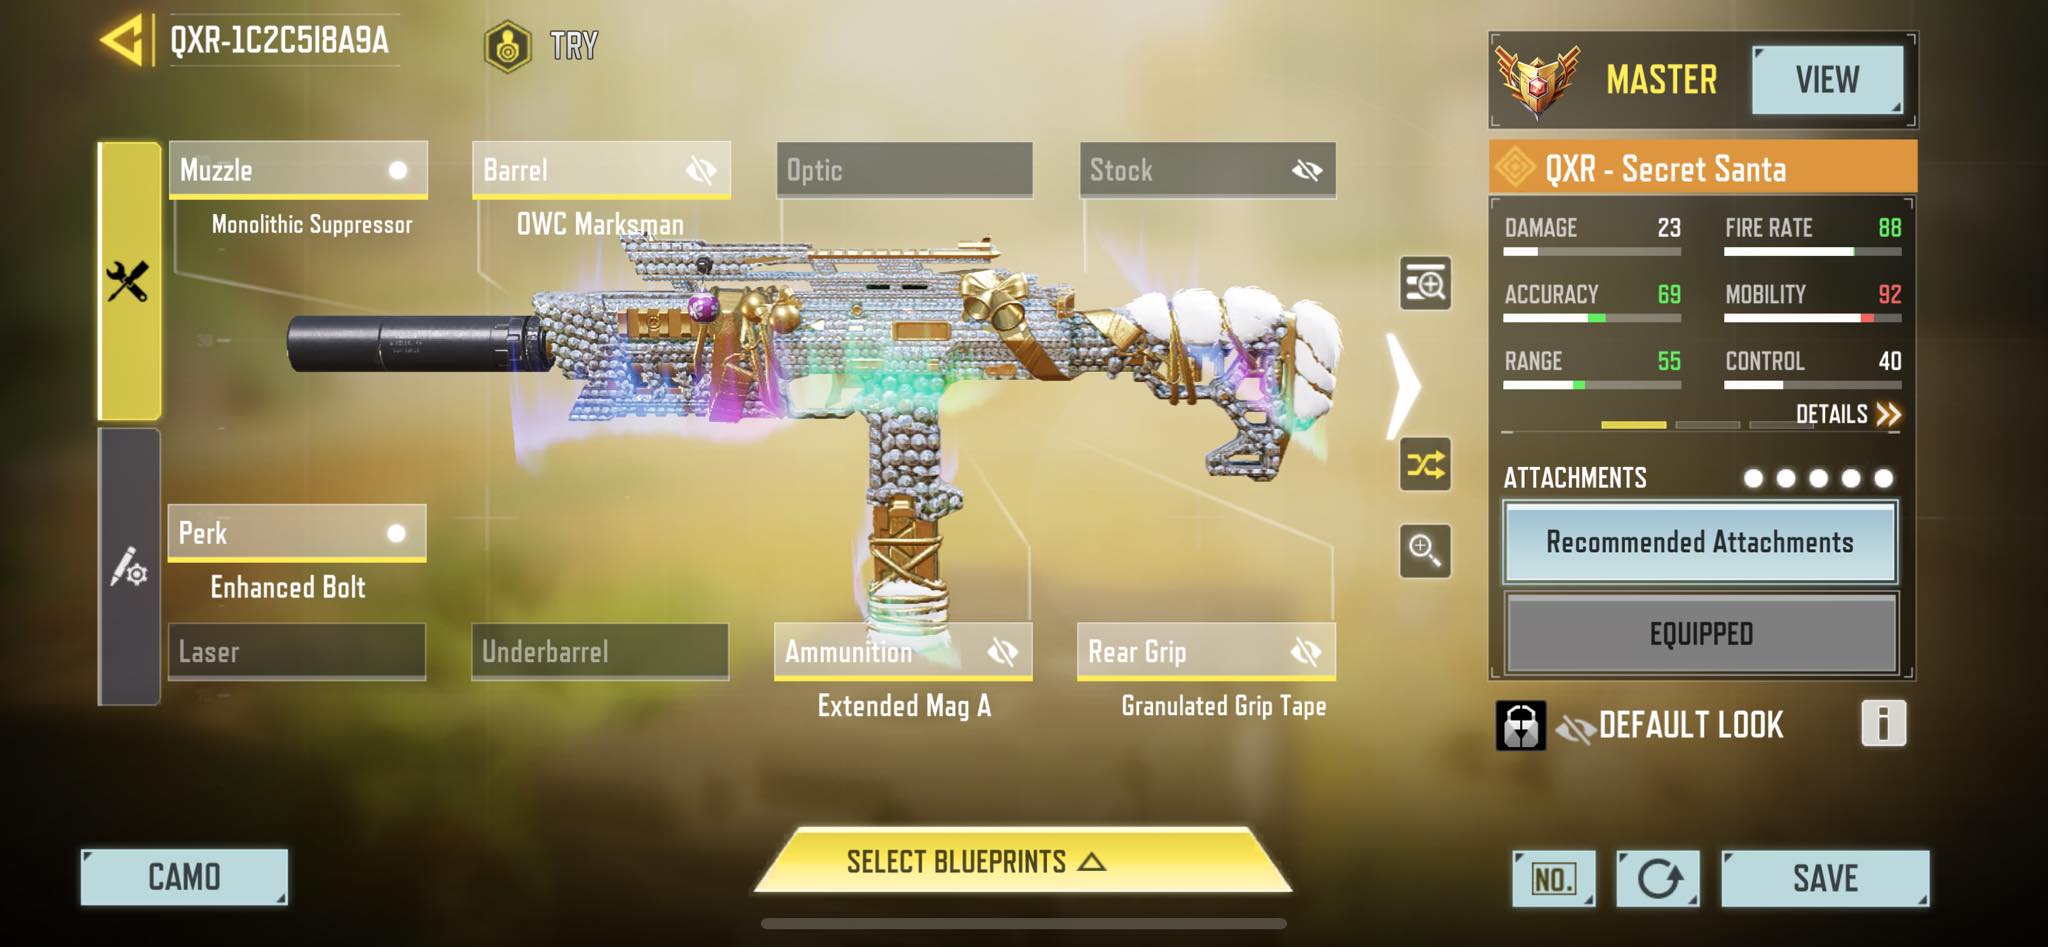 QXR-1C2C5I8A9A
TRY
MASTER
VIEW
Muzzle
Monolithic Suppressor
Barrel
OWC Marksman
Optic
Stock
QXR - Secret Santa
DAMAGE 23
FIRE RATE 88
ACCURACY 69
MOBILITY 92
RANGE 55
CONTROL 40
DETAILS
ATTACHMENTS
Recommended Attachments
EQUIPPED
Perk
Enhanced Bolt
Laser
Underbarrel
Ammunition
Extended Mag A
Rear Grip
Granulated Grip Tape
DEFAULT LOOK
i
CAMO
SELECT BLUEPRINTS
NO.
SAVE